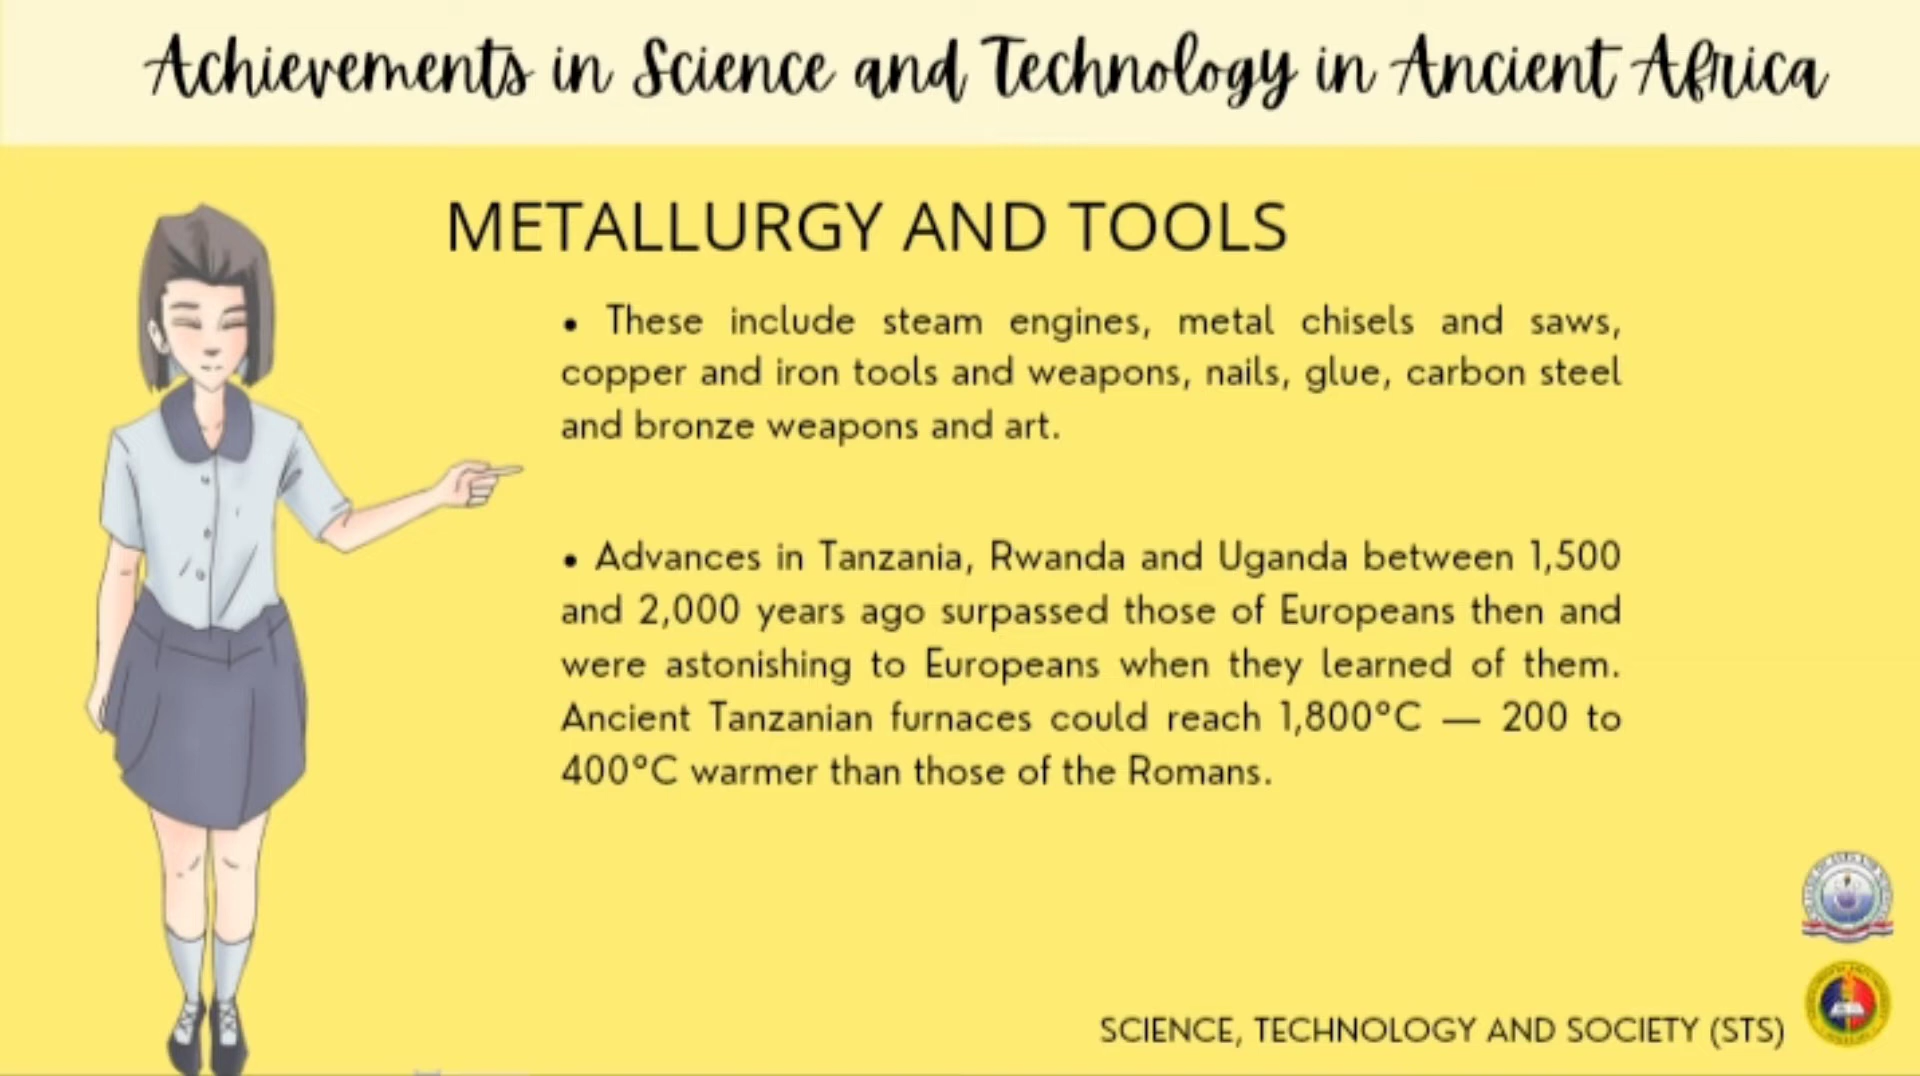 Achievements in Science and Technology in Ancient Africa
METALLURGY AND TOOLS
• These include steam engines, metal chisels and saws,
copper and iron tools and weapons, nails, glue, carbon steel
and bronze weapons and art.
• Advances in Tanzania, Rwanda and Uganda between 1,500
and 2,000 years ago surpassed those of Europeans then and
were astonishing to Europeans when they learned of them.
Ancient Tanzanian furnaces could reach 1,800°C — 200 to
400°C warmer than those of the Romans.
SCIENCE, TECHNOLOGY AND SOCIETY (STS)